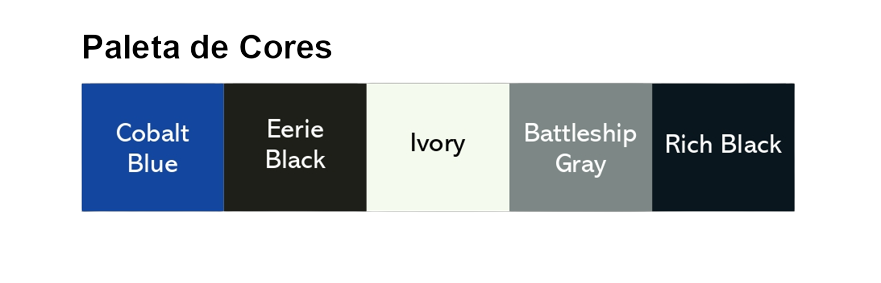 Paleta de Cores
Cobalt
Blue
Eerie
Black
Ivory
Battleship
Gray
Rich Black